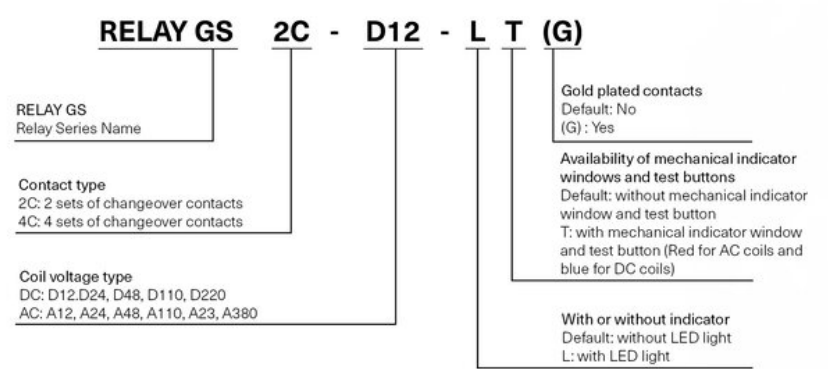 RELAY GS 2C - D12 - L T (G)
RELAY GS
Relay Series Name
Contact type
2C: 2 sets of changeover contacts
4C: 4 sets of changeover contacts
Coil voltage type
DC: D12.D24, D48, D110, D220
AC: A12, A24, A48, A110, A23, A380
Gold plated contacts
Default: No
(G) : Yes
Availability of mechanical indicator
windows and test buttons
Default: without mechanical indicator
window and test button
T: with mechanical indicator window
and test button (Red for AC coils and
blue for DC coils)
With or without indicator
Default: without LED light
L: with LED light